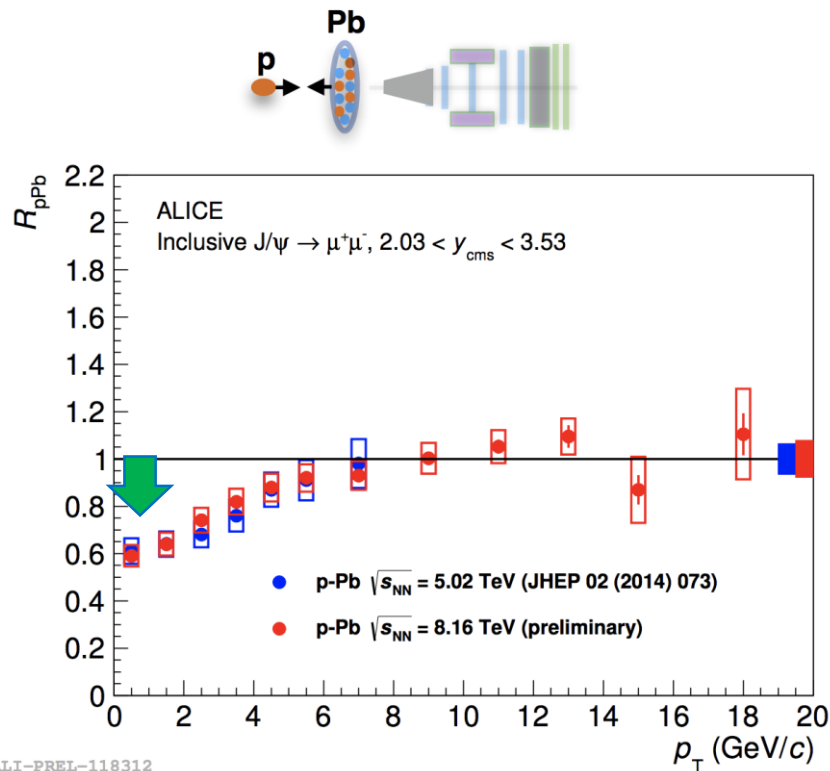 p
Pb
R_pPb
ALICE
Inclusive J/ψ → μ⁺μ⁻, 2.03 < y_cms < 3.53
2.2
2
1.8
1.6
1.4
1.2
1
0.8
0.6
0.4
0.2
0
p-Pb √s_NN = 5.02 TeV (JHEP 02 (2014) 073)
p-Pb √s_NN = 8.16 TeV (preliminary)
0 2 4 6 8 10 12 14 16 18 20
p_T (GeV/c)
LI-PREL-118312